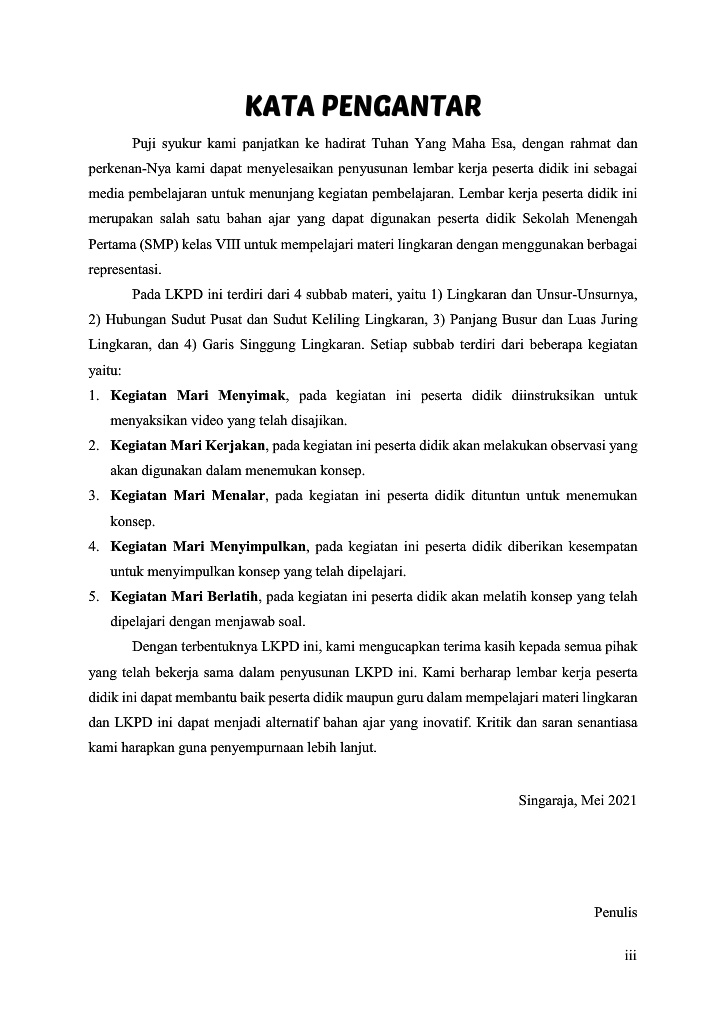 KATA PENGANTAR
Puji syukur kami panjatkan ke hadirat Tuhan Yang Maha Esa, dengan rahmat dan
perkenan-Nya kami dapat menyelesaikan penyusunan lembar kerja peserta didik ini sebagai
media pembelajaran untuk menunjang kegiatan pembelajaran. Lembar kerja peserta didik ini
merupakan salah satu bahan ajar yang dapat digunakan peserta didik Sekolah Menengah
Pertama (SMP) kelas VIII untuk mempelajari materi lingkaran dengan menggunakan berbagai
representasi.
Pada LKPD ini terdiri dari 4 subbab materi, yaitu 1) Lingkaran dan Unsur-Unsurnya,
2) Hubungan Sudut Pusat dan Sudut Keliling Lingkaran, 3) Panjang Busur dan Luas Juring
Lingkaran, dan 4) Garis Singgung Lingkaran. Setiap subbab terdiri dari beberapa kegiatan
yaitu:
1. Kegiatan Mari Menyimak, pada kegiatan ini peserta didik diinstruksikan untuk
menyaksikan video yang telah disajikan.
2. Kegiatan Mari Kerjakan, pada kegiatan ini peserta didik akan melakukan observasi yang
akan digunakan dalam menemukan konsep.
3. Kegiatan Mari Menalar, pada kegiatan ini peserta didik dituntun untuk menemukan
konsep.
4. Kegiatan Mari Menyimpulkan, pada kegiatan ini peserta didik diberikan kesempatan
untuk menyimpulkan konsep yang telah dipelajari.
5. Kegiatan Mari Berlatih, pada kegiatan ini peserta didik akan melatih konsep yang telah
dipelajari dengan menjawab soal.
Dengan terbentuknya LKPD ini, kami mengucapkan terima kasih kepada semua pihak
yang telah bekerja sama dalam penyusunan LKPD ini. Kami berharap lembar kerja peserta
didik ini dapat membantu baik peserta didik maupun guru dalam mempelajari materi lingkaran
dan LKPD ini dapat menjadi alternatif bahan ajar yang inovatif. Kritik dan saran senantiasa
kami harapkan guna penyempurnaan lebih lanjut.
Singaraja, Mei 2021
Penulis
iii